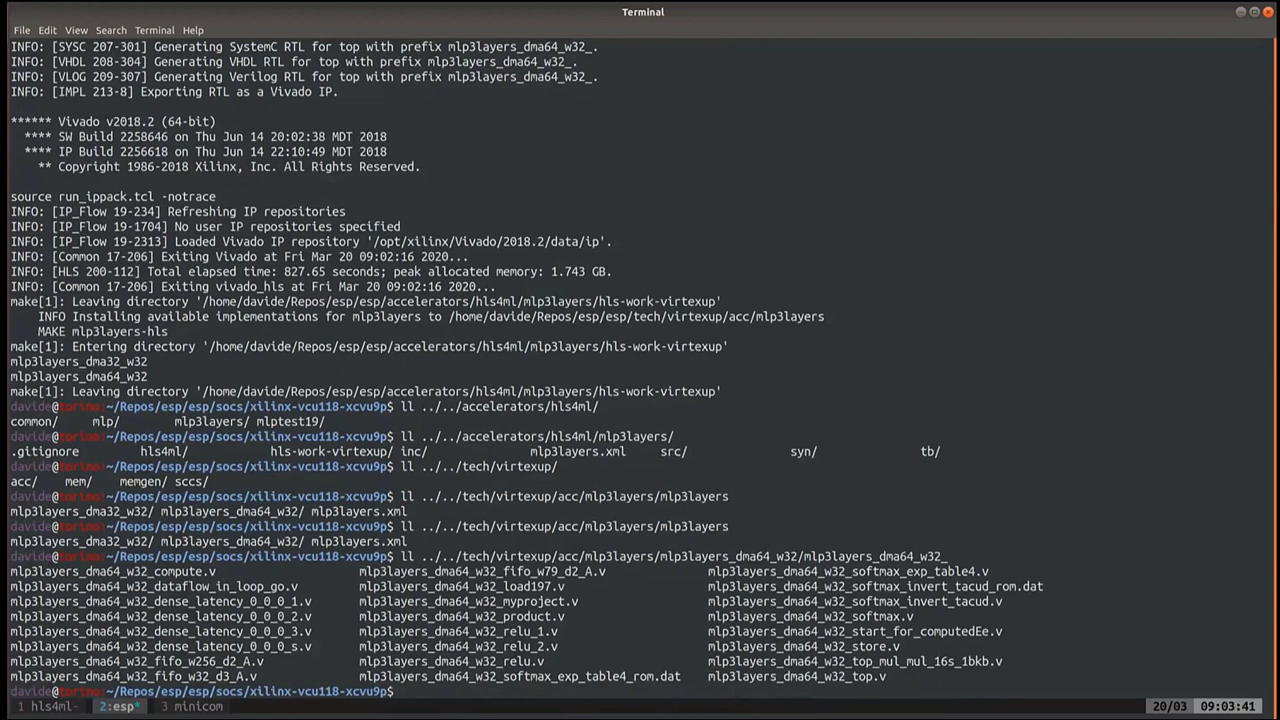 Terminal
File Edit View Search Terminal Help
INFO: [SYSC 207-301] Generating SystemC RTL for top with prefix mlp3layers_dma64_w32_.
INFO: [VHDL 208-304] Generating VHDL RTL for top with prefix mlp3layers_dma64_w32_.
INFO: [VLOG 209-307] Generating Verilog RTL for top with prefix mlp3layers_dma64_w32_.
INFO: [IMPL 213-8] Exporting RTL as a Vivado IP.
****** Vivado v2018.2 (64-bit)
**** SW Build 2258646 on Thu Jun 14 20:02:38 MDT 2018
**** IP Build 2256618 on Thu Jun 14 22:10:49 MDT 2018
** Copyright 1986-2018 Xilinx, Inc. All Rights Reserved.
source run_ippack.tcl -notrace
INFO: [IP_Flow 19-234] Refreshing IP repositories
INFO: [IP_Flow 19-1704] No user IP repositories specified
INFO: [IP_Flow 19-2313] Loaded Vivado IP repository '/opt/xilinx/Vivado/2018.2/data/ip'.
INFO: [Common 17-206] Exiting Vivado at Fri Mar 20 09:02:16 2020...
INFO: [HLS 200-112] Total elapsed time: 827.65 seconds; peak allocated memory: 1.743 GB.
INFO: [Common 17-206] Exiting vivado_hls at Fri Mar 20 09:02:16 2020...
make[1]: Leaving directory '/home/davide/Repos/esp/esp/accelerators/hls4ml/mlp3layers/hls-work-virtexup'
INFO Installing available implementations for mlp3layers to /home/davide/Repos/esp/esp/tech/virtexup/acc/mlp3layers
MAKE mlp3layers-hls
make[1]: Entering directory '/home/davide/Repos/esp/esp/accelerators/hls4ml/mlp3layers/hls-work-virtexup'
mlp3layers_dma32_w32
mlp3layers_dma64_w32
make[1]: Leaving directory '/home/davide/Repos/esp/esp/accelerators/hls4ml/mlp3layers/hls-work-virtexup'
davide@torino:~/Repos/esp/esp/socs/xilinx-vcu118-xcvu9p$ ll ../../accelerators/hls4ml/
common/ mlp/ mlp3layers/ mlptest19/
davide@torino:~/Repos/esp/esp/socs/xilinx-vcu118-xcvu9p$ ll ../../accelerators/hls4ml/mlp3layers/
.gitignore hls4ml/ hls-work-virtexup/ inc/ mlp3layers.xml src/ syn/ tb/
davide@torino:~/Repos/esp/esp/socs/xilinx-vcu118-xcvu9p$ ll ../../tech/virtexup/
acc/ mem/ memgen/ sccs/
davide@torino:~/Repos/esp/esp/socs/xilinx-vcu118-xcvu9p$ ll ../../tech/virtexup/acc/mlp3layers/mlp3layers
mlp3layers_dma32_w32/ mlp3layers_dma64_w32/ mlp3layers.xml
davide@torino:~/Repos/esp/esp/socs/xilinx-vcu118-xcvu9p$ ll ../../tech/virtexup/acc/mlp3layers/mlp3layers
mlp3layers_dma32_w32/ mlp3layers_dma64_w32/ mlp3layers.xml
davide@torino:~/Repos/esp/esp/socs/xilinx-vcu118-xcvu9p$ ll ../../tech/virtexup/acc/mlp3layers/mlp3layers_dma64_w32/mlp3layers_dma64_w32_
mlp3layers_dma64_w32_compute.v mlp3layers_dma64_w32_fifo_w79_d2_A.v mlp3layers_dma64_w32_softmax_exp_table4.v
mlp3layers_dma64_w32_dataflow_in_loop_go.v mlp3layers_dma64_w32_load197.v mlp3layers_dma64_w32_softmax_invert_tacud_rom.dat
mlp3layers_dma64_w32_dense_latency_0_0_0_1.v mlp3layers_dma64_w32_myproject.v mlp3layers_dma64_w32_softmax_invert_tacud.v
mlp3layers_dma64_w32_dense_latency_0_0_0_2.v mlp3layers_dma64_w32_product.v mlp3layers_dma64_w32_softmax.v
mlp3layers_dma64_w32_dense_latency_0_0_0_3.v mlp3layers_dma64_w32_relu_1.v mlp3layers_dma64_w32_start_for_computedEe.v
mlp3layers_dma64_w32_dense_latency_0_0_0_s.v mlp3layers_dma64_w32_relu_2.v mlp3layers_dma64_w32_store.v
mlp3layers_dma64_w32_fifo_w256_d2_A.v mlp3layers_dma64_w32_relu.v mlp3layers_dma64_w32_top_mul_mul_16s_1bkb.v
mlp3layers_dma64_w32_fifo_w32_d3_A.v mlp3layers_dma64_w32_softmax_exp_table4_rom.dat mlp3layers_dma64_w32_top.v
davide@torino:~/Repos/esp/esp/socs/xilinx-vcu118-xcvu9p$
1 hls4ml- 2:esp* 3 minicom 20/03 09:03:41